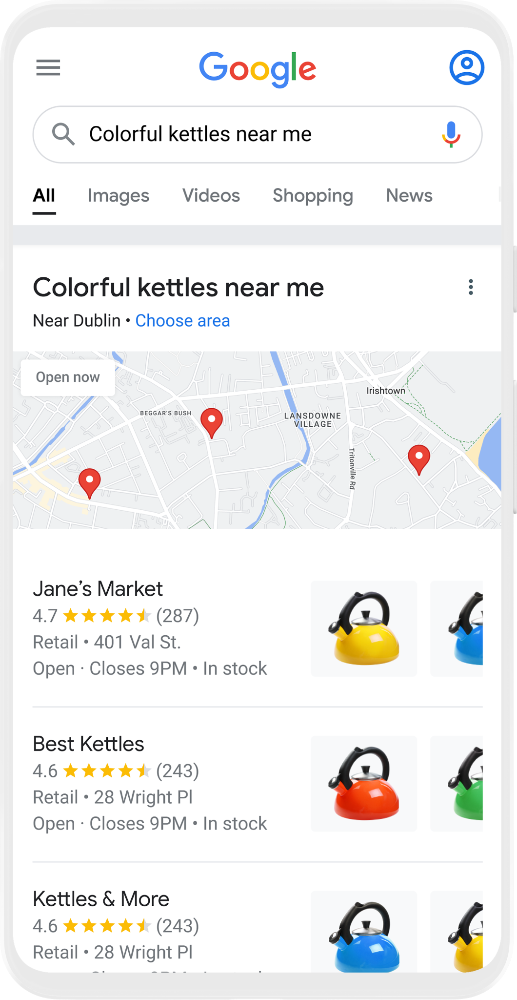 Google
Colorful kettles near me
All Images Videos Shopping News
Colorful kettles near me
Near Dublin • Choose area
Open now
Irishtown
BEGGAR'S BUSH
LANSDOWNE
VILLAGE
Tritonville Rd
Jane’s Market
4.7 (287)
Retail • 401 Val St.
Open · Closes 9PM • In stock
Best Kettles
4.6 (243)
Retail • 28 Wright Pl
Open · Closes 9PM • In stock
Kettles & More
4.6 (243)
Retail • 28 Wright Pl